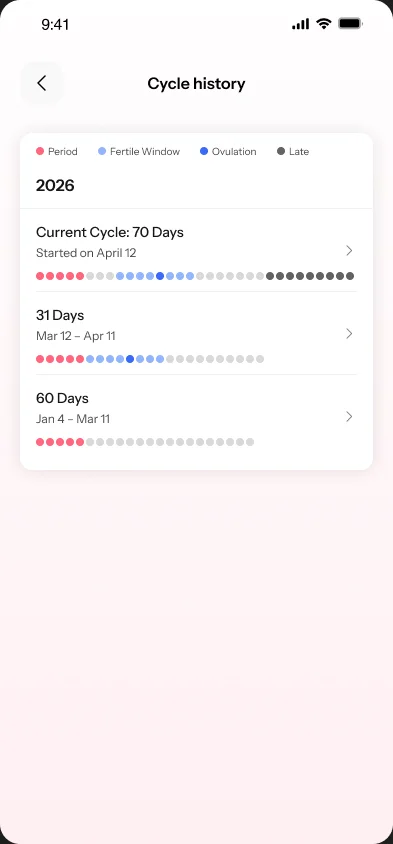 9:41
Cycle history
Period Fertile Window Ovulation Late
2026
Current Cycle: 70 Days
Started on April 12
31 Days
Mar 12 – Apr 11
60 Days
Jan 4 – Mar 11